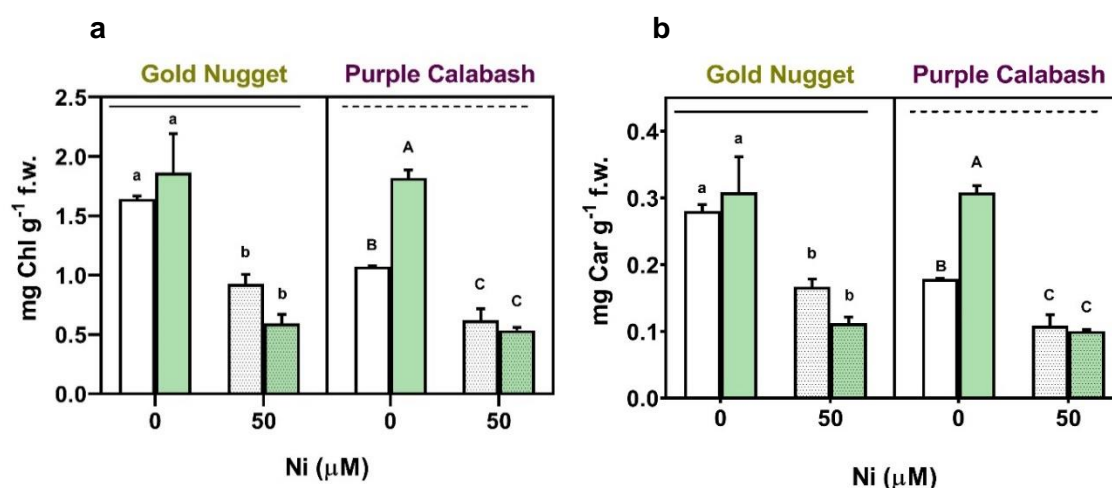 a
Gold Nugget Purple Calabash
2.5
2.0
1.5
1.0
0.5
0.0
mg Chl g⁻¹ f.w.
a a b b B A C C
0 50 0 50
Ni (μM)
b
Gold Nugget Purple Calabash
0.4
0.3
0.2
0.1
0.0
mg Car g⁻¹ f.w.
a a b b B A C C
0 50 0 50
Ni (μM)